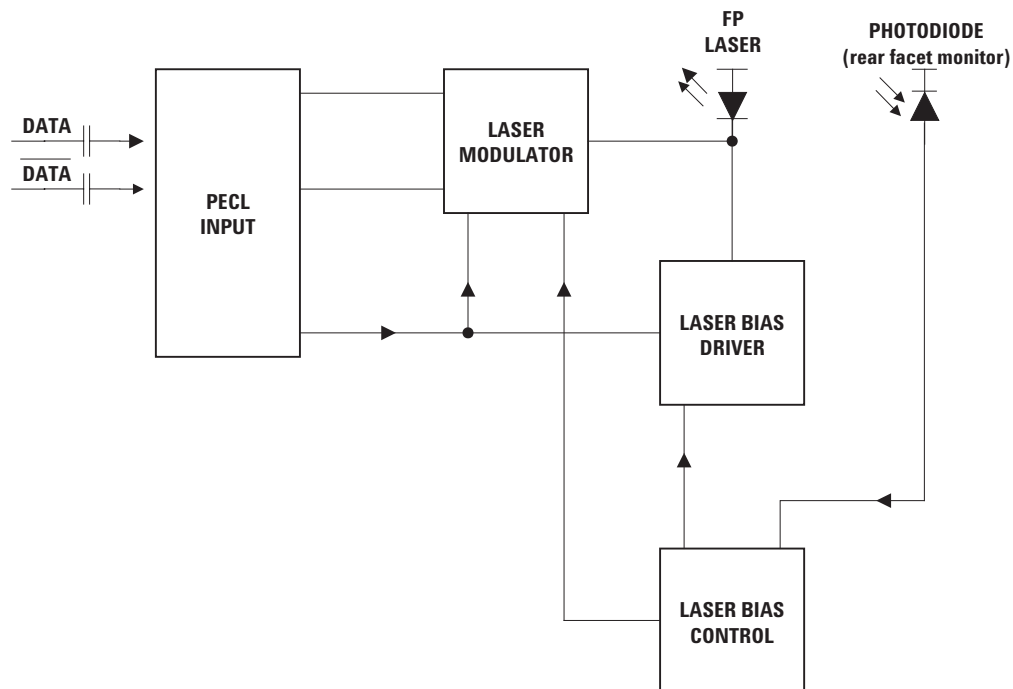 FP
LASER
PHOTODIODE
(rear facet monitor)
DATA
DATA
PECL
INPUT
LASER
MODULATOR
LASER BIAS
DRIVER
LASER BIAS
CONTROL